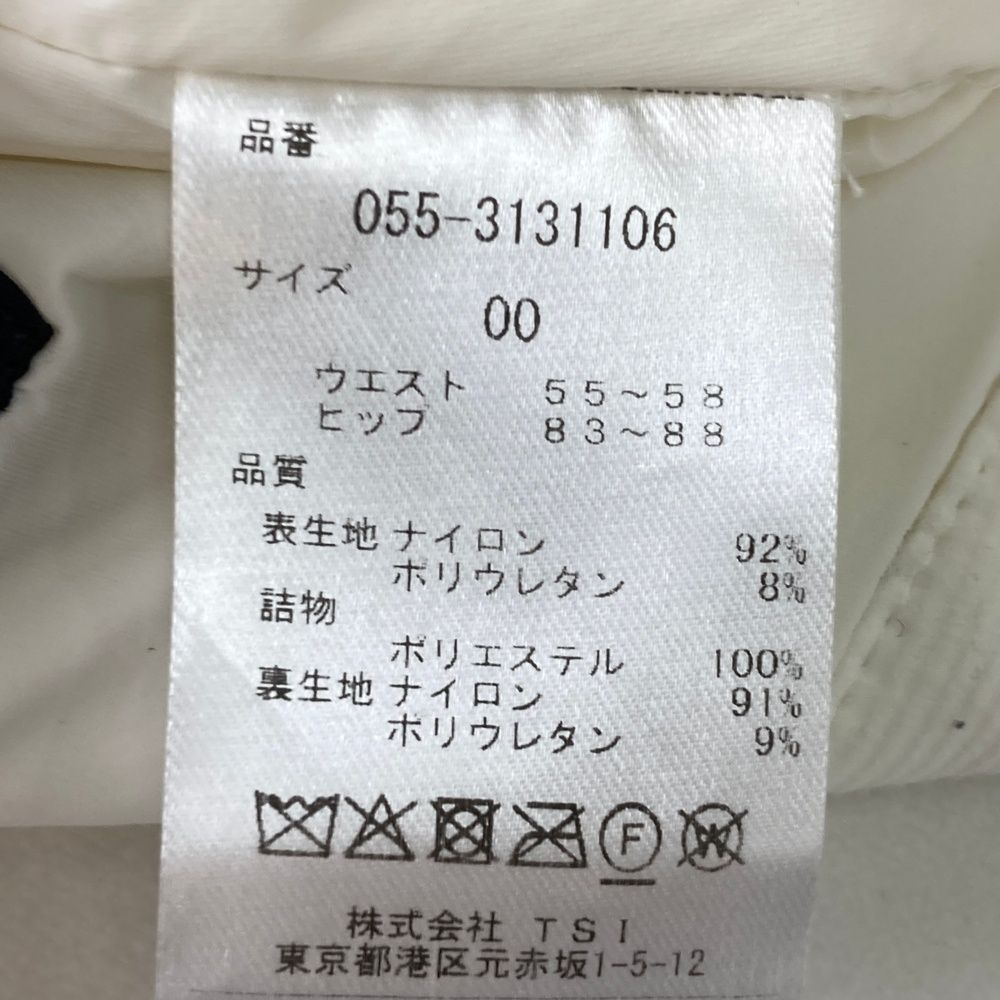 品番
055-3131106
サイズ
00
ウエスト 55～58
ヒップ 83～88
品質
表生地 ナイロン 92%
ポリウレタン 8%
詰物
ポリエステル 100%
裏生地 ナイロン 91%
ポリウレタン 9%
F W
株式会社 TSI
東京都港区元赤坂1-5-12